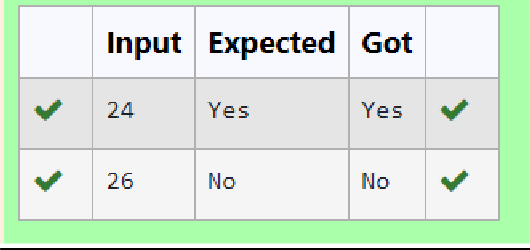 Input Expected Got
24 Yes Yes
26 No No